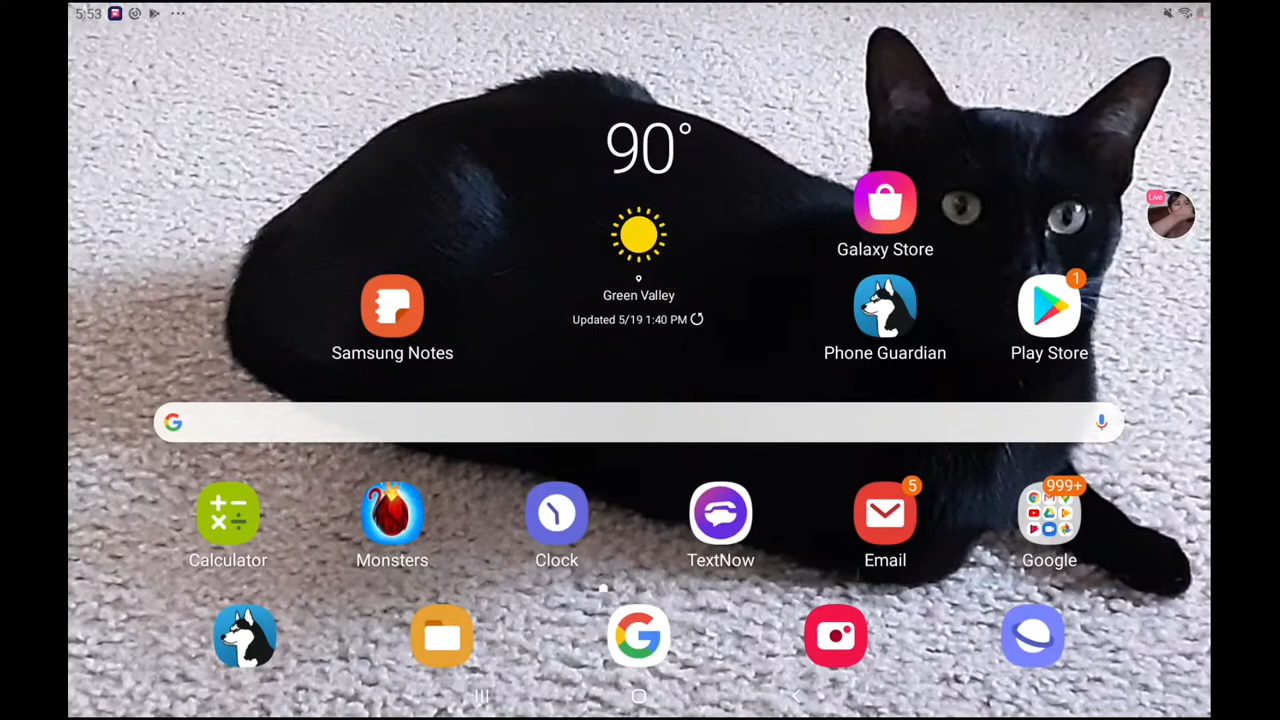 5:53
90°
Live
Galaxy Store
Green Valley
Updated 5/19 1:40 PM
1
Samsung Notes
Phone Guardian
Play Store
5
999+
Calculator
Monsters
Clock
TextNow
Email
Google